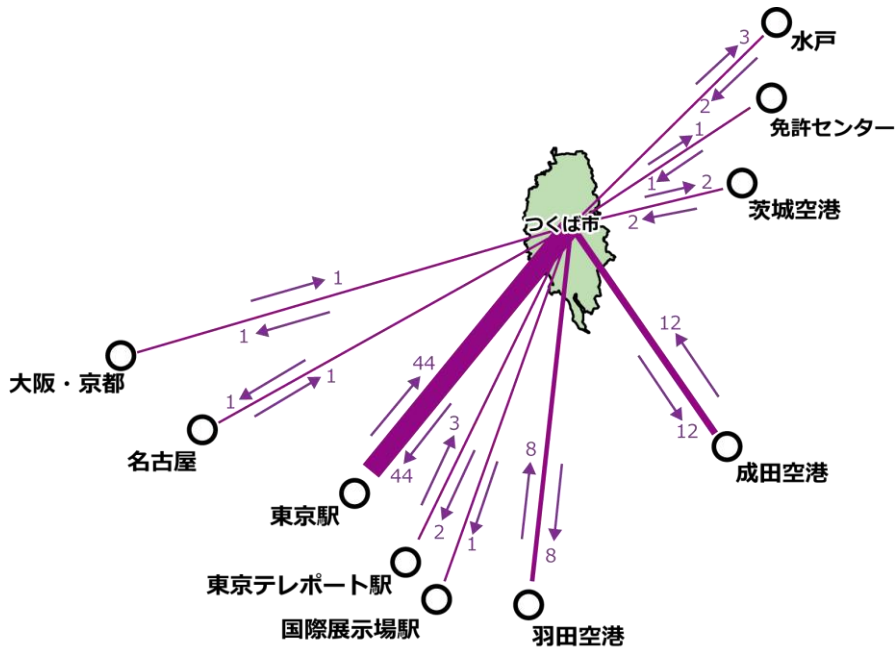 3
水戸
2
1
免許センター
1
2
茨城空港
2
つくば市
1
1
大阪・京都
1
1
名古屋
44
44
東京駅
3
2
東京テレポート駅
1
国際展示場駅
8
8
羽田空港
12
12
成田空港